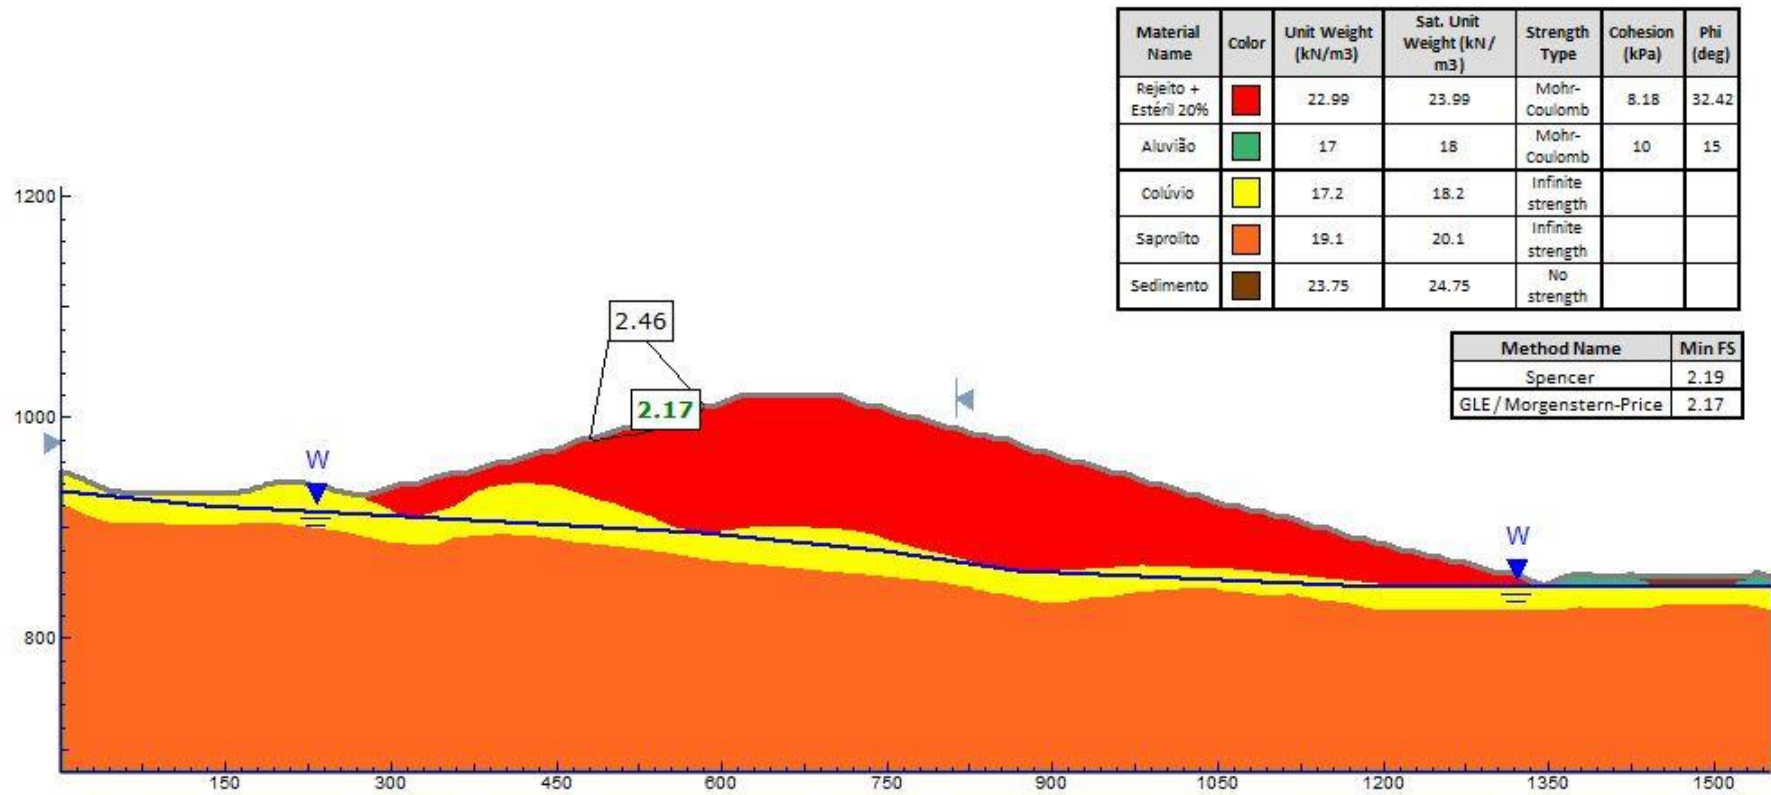 Material Name Color Unit Weight (kN/m3) Sat. Unit Weight (kN/ m3) Strength Type Cohesion (kPa) Phi (deg)
Rejeito + Estéril 20% 22.99 23.99 Mohr-Coulomb 8.18 32.42
Aluvião 17 18 Mohr-Coulomb 10 15
Colúvio 17.2 18.2 Infinite strength
Saprolito 19.1 20.1 Infinite strength
Sedimento 23.75 24.75 No strength
Method Name Min FS
Spencer 2.19
GLE / Morgenstern-Price 2.17
1200
1000
800
2.46
2.17
W
W
150 300 450 600 750 900 1050 1200 1350 1500